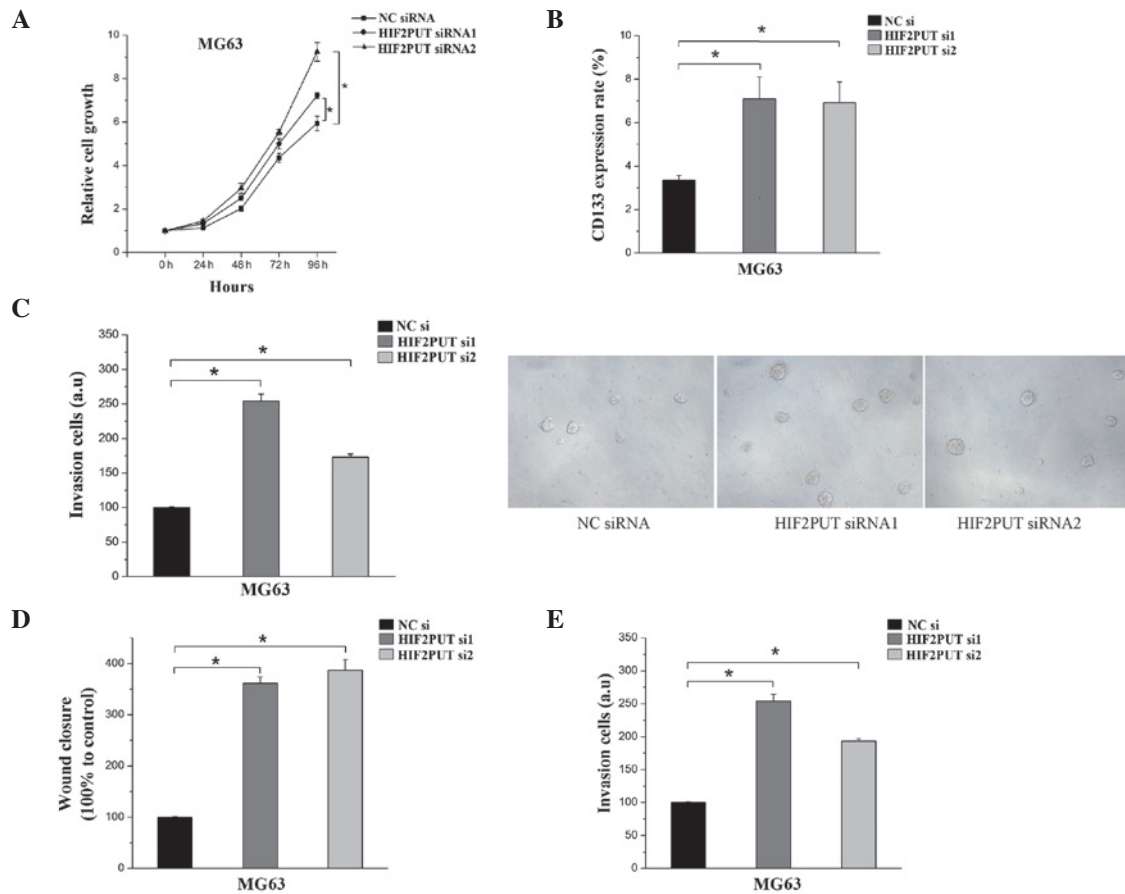 A
MG63
NC siRNA
HIF2PUT siRNA1
HIF2PUT siRNA2
Relative cell growth
10
8
6
4
2
0
*
*
0 h 24 h 48 h 72 h 96 h
Hours
B
NC si
HIF2PUT si1
HIF2PUT si2
CD133 expression rate (%)
10
8
6
4
2
0
*
*
MG63
C
NC si
HIF2PUT si1
HIF2PUT si2
Invasion cells (a.u)
350
300
250
200
150
100
50
0
*
*
MG63
NC siRNA HIF2PUT siRNA1 HIF2PUT siRNA2
D
NC si
HIF2PUT si1
HIF2PUT si2
Wound closure
(100% to control)
400
300
200
100
0
*
*
MG63
E
NC si
HIF2PUT si1
HIF2PUT si2
Invasion cells (a.u)
350
300
250
200
150
100
50
0
*
*
MG63